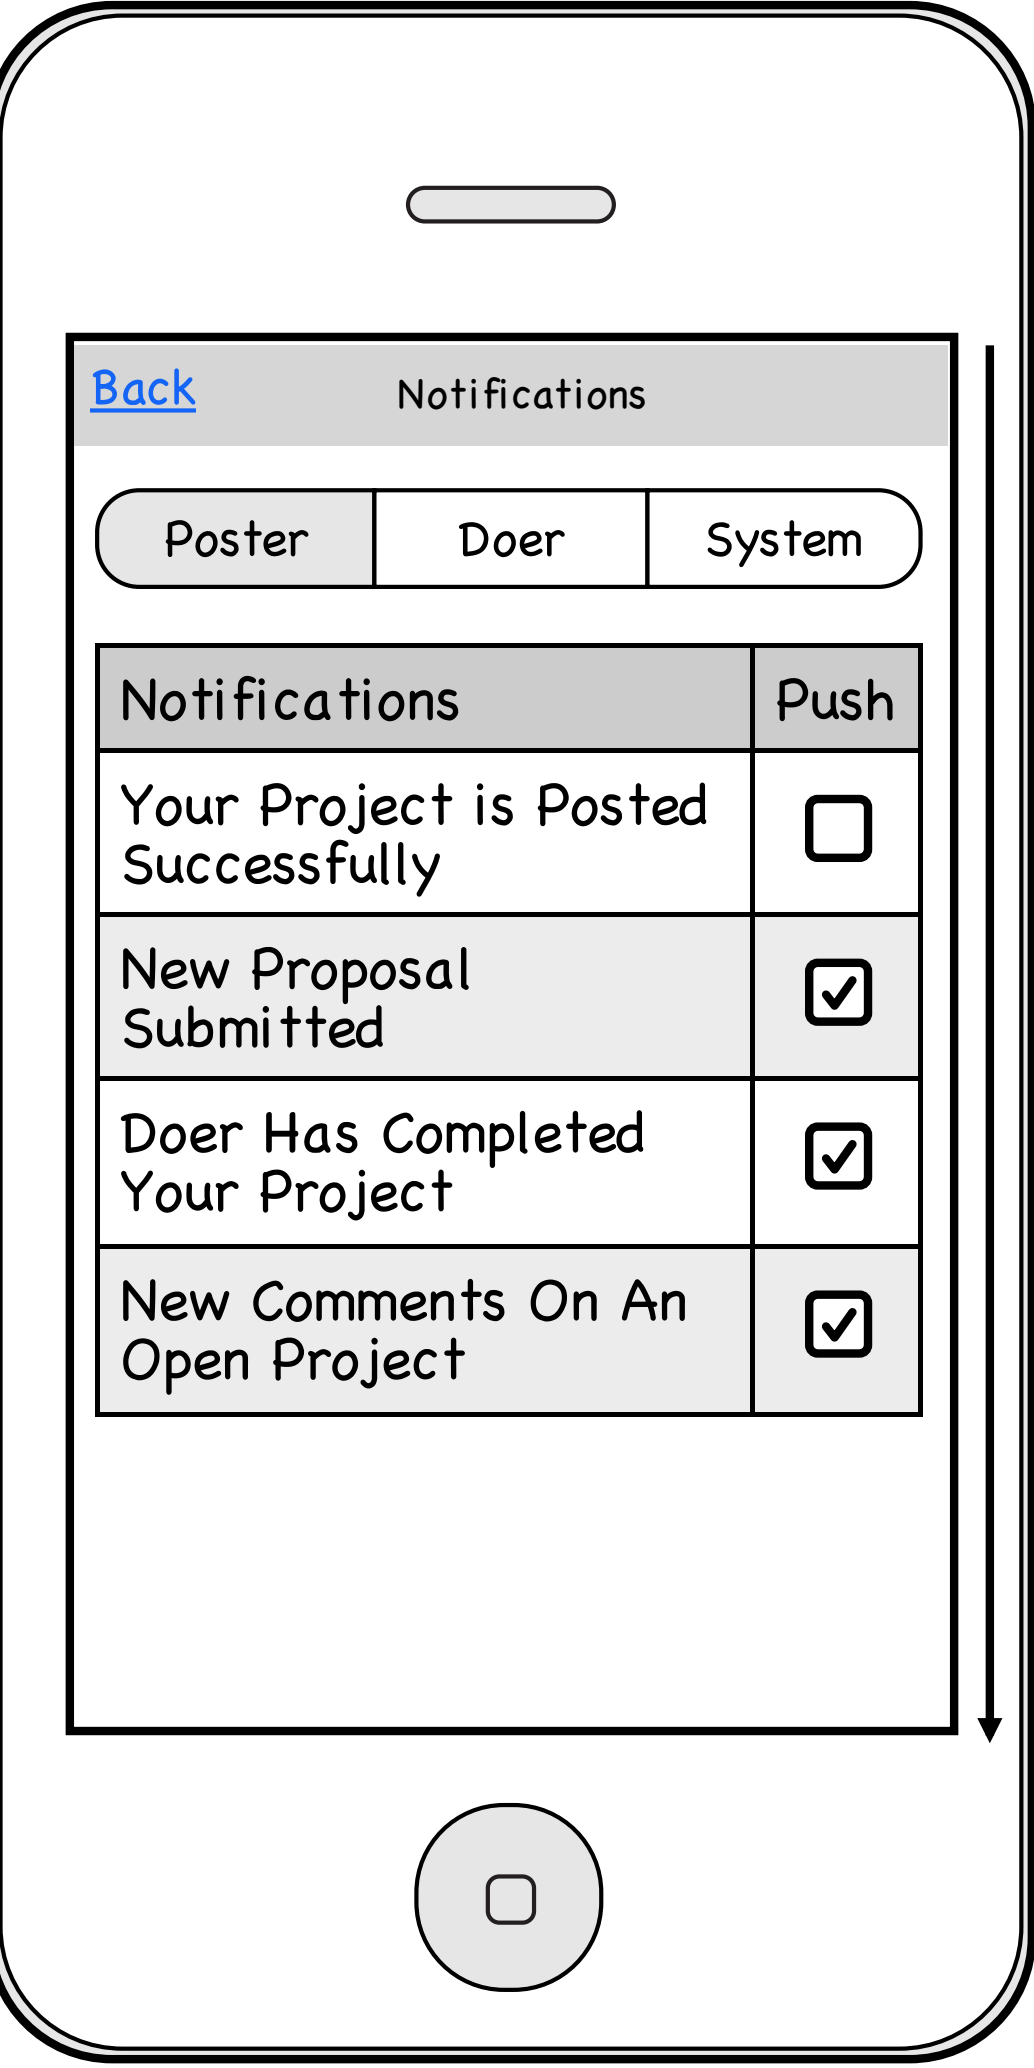 Back
Notifications
Poster
Doer
System
Notifications
Push
Your Project is Posted
Successfully
New Proposal
Submitted
Doer Has Completed
Your Project
New Comments On An
Open Project